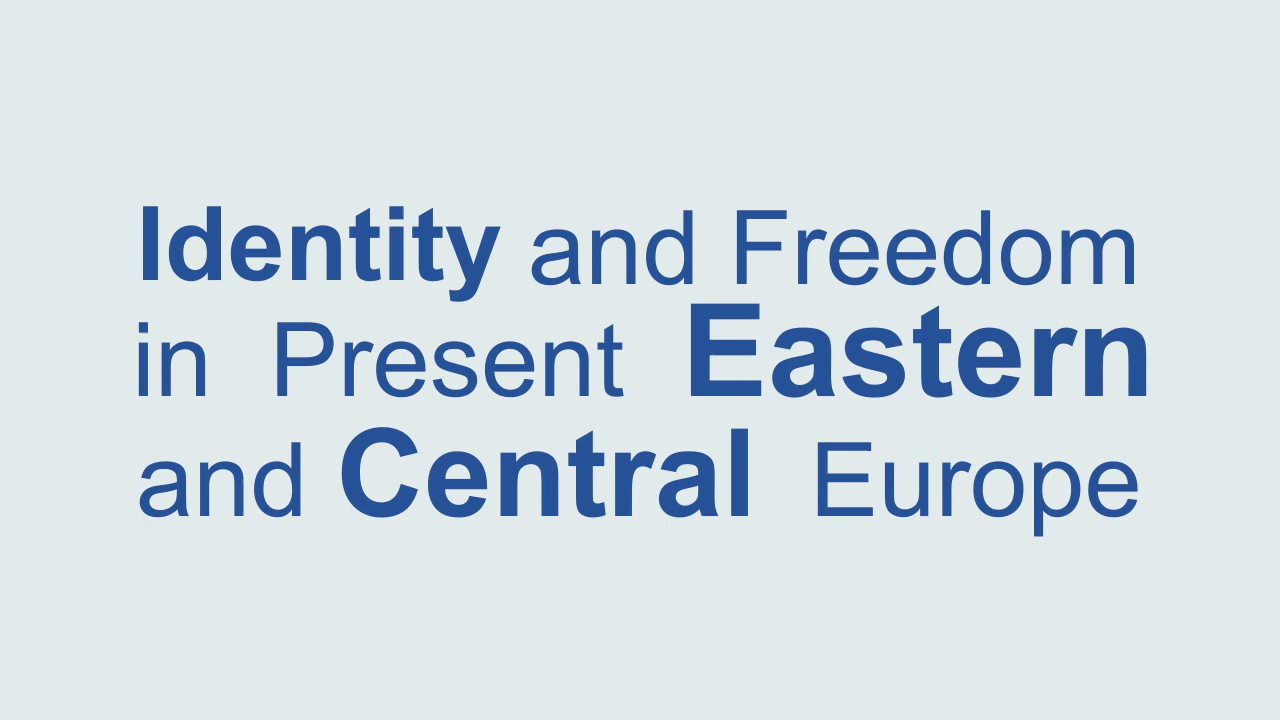 Identity and Freedom
in Present Eastern
and Central Europe